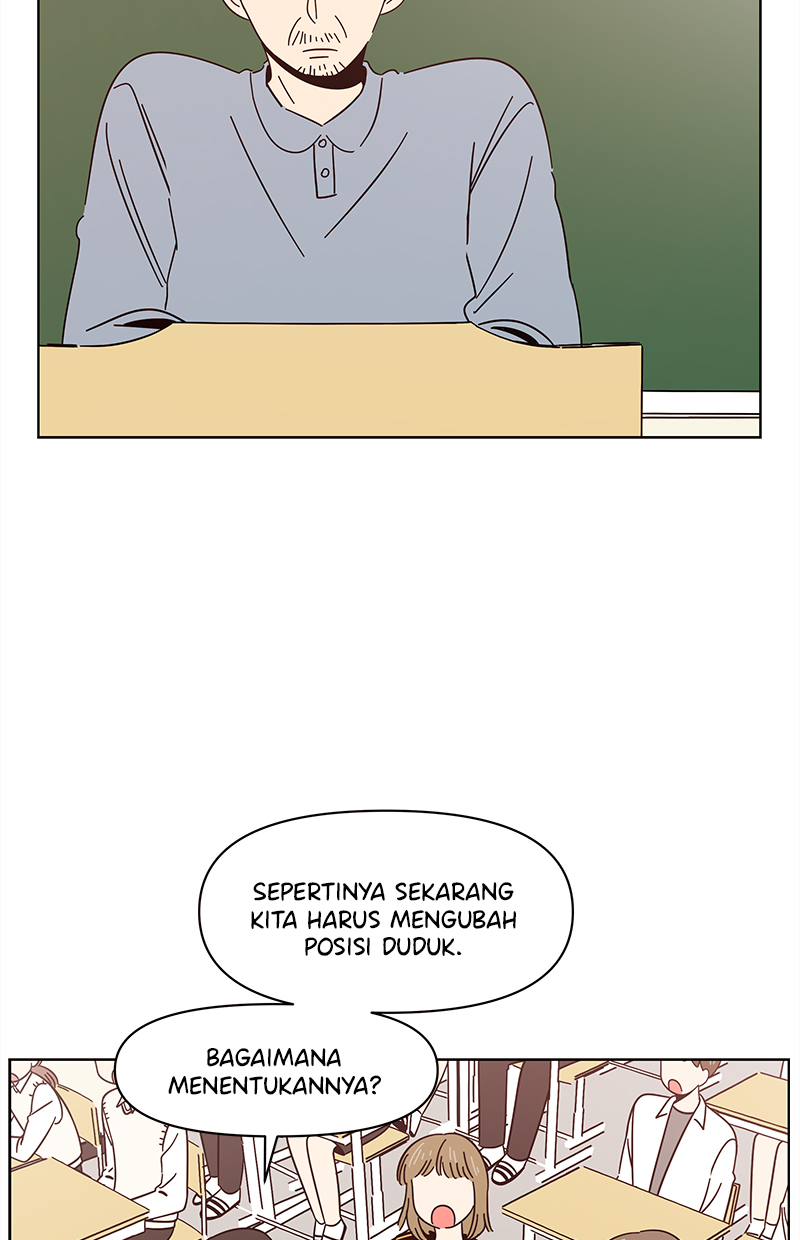 SEPERTINYA SEKARANG
KITA HARUS MENGUBAH
POSISI DUDUK.
BAGAIMANA
MENENTUKANNYA?